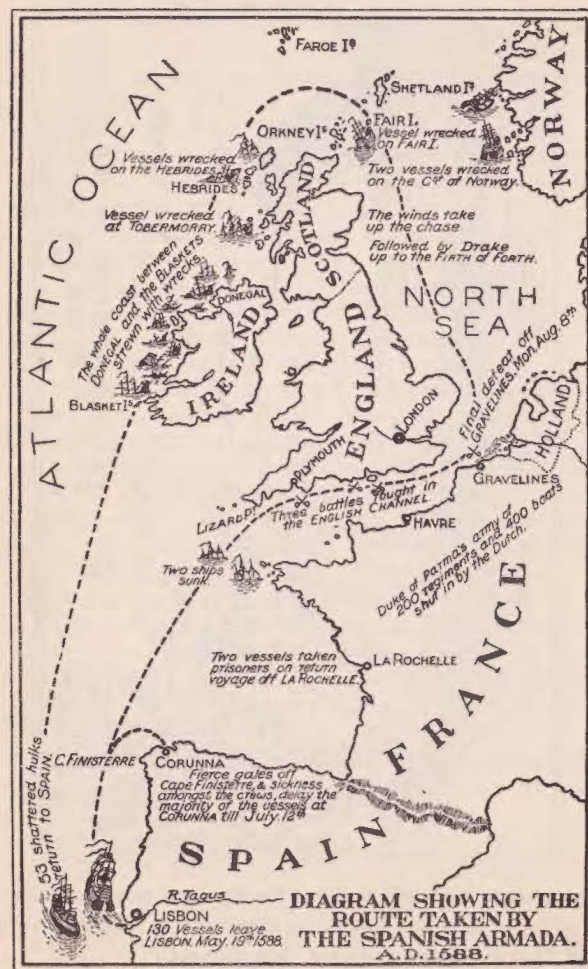 FAROE Iˢ
SHETLAND Iˢ
NORWAY
ATLANTIC OCEAN
ORKNEY Iˢ
FAIR I.
Vessel wrecked
on FAIR I.
Vessels wrecked
on the HEBRIDES
HEBRIDES
Two vessels wrecked
on the Cˢᵗ of Norway.
Vessel wrecked
at TOBERMORRY.
SCOTLAND
The winds take
up the chase
Followed by Drake
up to the FIRTH of FORTH.
The whole coast between
DONEGAL and the BLASKETS
strewn with wrecks.
DONEGAL
NORTH
SEA
IRELAND
ENGLAND
BLASKET Iˢ
LONDON
Final defeat off
GRAVELINES. Mon. Aug. 8ᵗʰ
HOLLAND
PLYMOUTH
GRAVELINES
LIZARD Pᵗ
Three battles fought in
the ENGLISH CHANNEL
HAVRE
Two ships
sunk.
Duke of Parma's army of
200 regiments and 400 boats
shut in by the Dutch.
Two vessels taken
prisoners on return
voyage off LA ROCHELLE.
LA ROCHELLE
FRANCE
53 shattered hulks
return to SPAIN.
C. FINISTERRE
CORUNNA
Fierce gales off
Cape Finisterre, & sickness
amongst the crews, delay the
majority of the vessels at
CORUNNA till July. 12ᵗʰ
SPAIN
R. Tagus
LISBON
130 Vessels leave
LISBON. May. 19ᵗʰ 1588.
DIAGRAM SHOWING THE
ROUTE TAKEN BY
THE SPANISH ARMADA.
A.D. 1588.